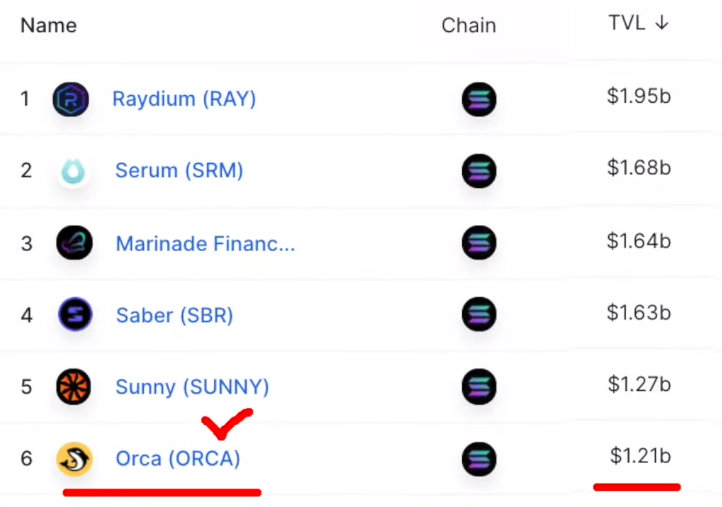 Name Chain TVL ↓
1 Raydium (RAY) $1.95b
2 Serum (SRM) $1.68b
3 Marinade Financ... $1.64b
4 Saber (SBR) $1.63b
5 Sunny (SUNNY) $1.27b
6 Orca (ORCA) $1.21b